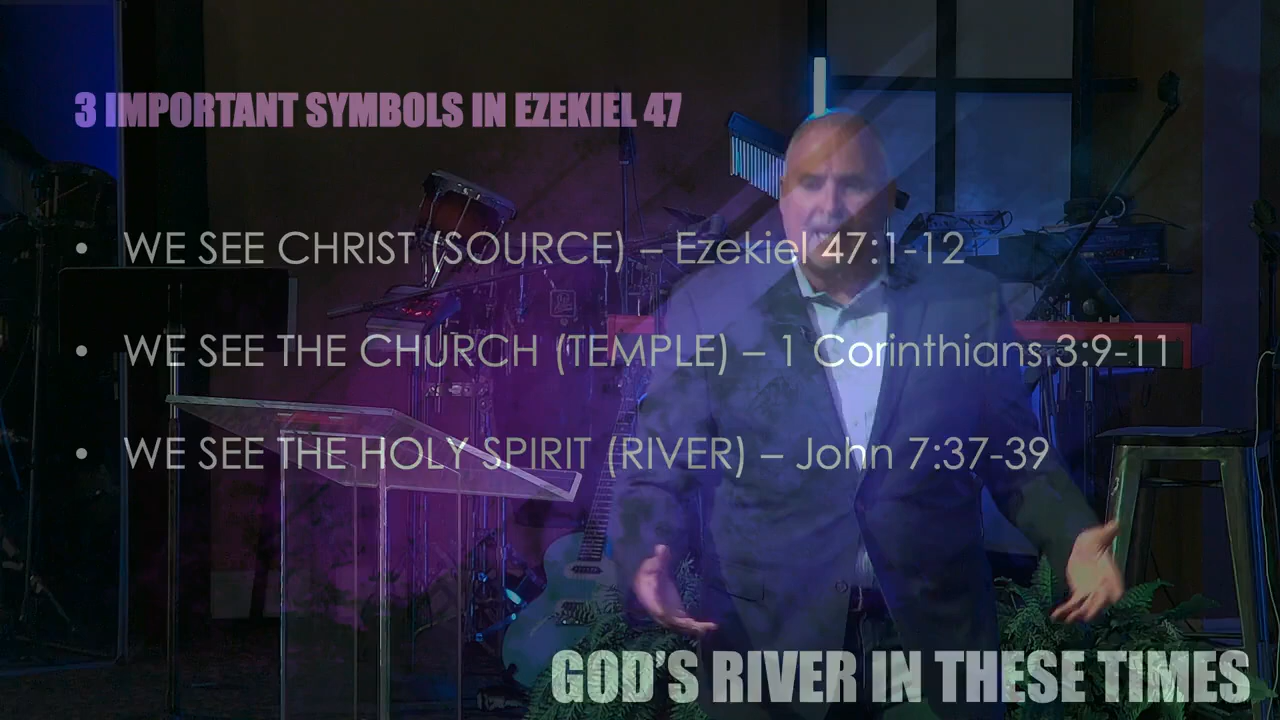 3 IMPORTANT SYMBOLS IN EZEKIEL 47
• WE SEE CHRIST (SOURCE) – Ezekiel 47:1-12
• WE SEE THE CHURCH (TEMPLE) – 1 Corinthians 3:9-11
• WE SEE THE HOLY SPIRIT (RIVER) – John 7:37-39
GOD'S RIVER IN THESE TIMES